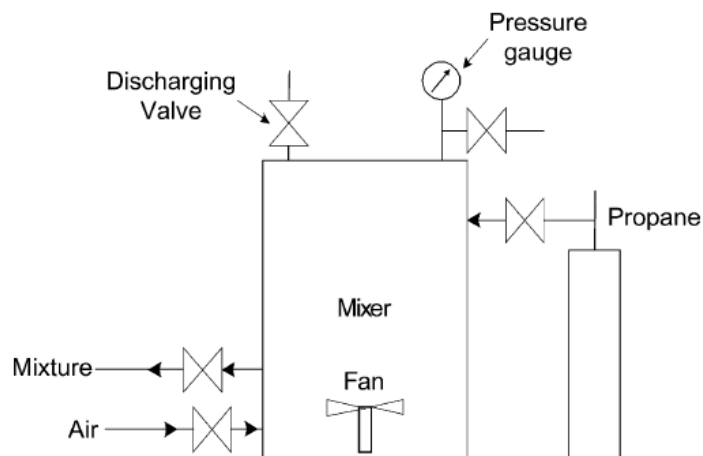 Pressure
gauge
Discharging
Valve
Propane
Mixer
Mixture
Fan
Air